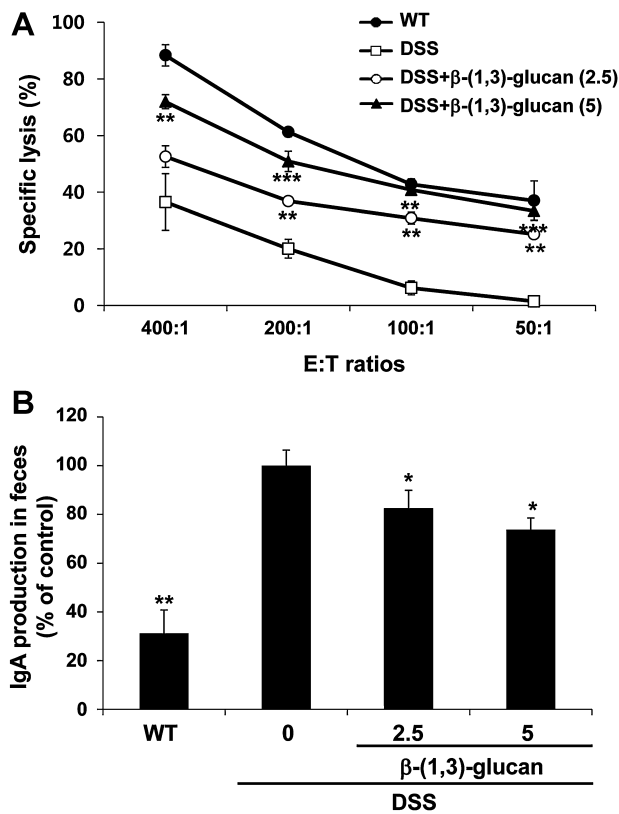 A
WT
DSS
DSS+β-(1,3)-glucan (2.5)
DSS+β-(1,3)-glucan (5)
Specific lysis (%)
100
80
60
40
20
0
**
***
**
**
**
***
**
400:1
200:1
100:1
50:1
E:T ratios
B
IgA production in feces
(% of control)
120
100
80
60
40
20
0
**
*
*
WT
0
2.5
5
β-(1,3)-glucan
DSS